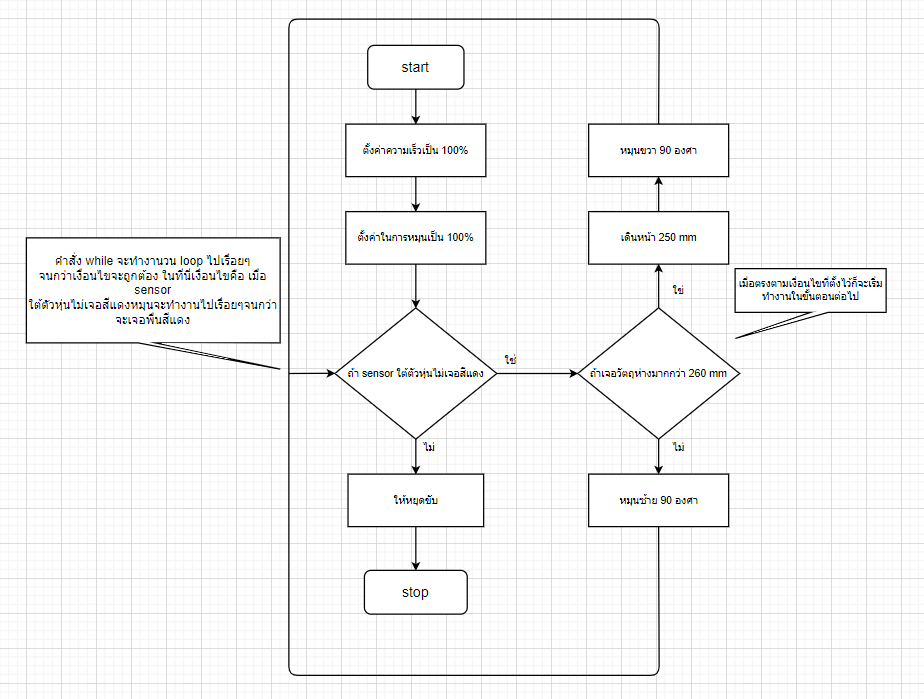 start
ตั้งค่าความเร็วเป็น 100%
ตั้งค่าในการหมุนเป็น 100%
คำสั่ง while จะทำงานวน loop ไปเรื่อยๆ
จนกว่าเงื่อนไขจะถูกต้อง ในที่นี่เงื่อนไขคือ เมื่อ
sensor
ใต้ตัวหุ่นไม่เจอสีแดงหมุนจะทำงานไปเรื่อยๆจนกว่า
จะเจอพื้นสีแดง
ถ้า sensor ใต้ตัวหุ่นไม่เจอสีแดง
ใช่
ไม่
ให้หยุดขับ
stop
หมุนขวา 90 องศา
เดินหน้า 250 mm
ใช่
เมื่อตรงตามเงื่อนไขที่ตั้งไว้ก็จะเริ่ม
ทำงานในขั้นตอนต่อไป
ถ้าเจอวัตถุห่างมากกว่า 260 mm
ไม่
หมุนซ้าย 90 องศา